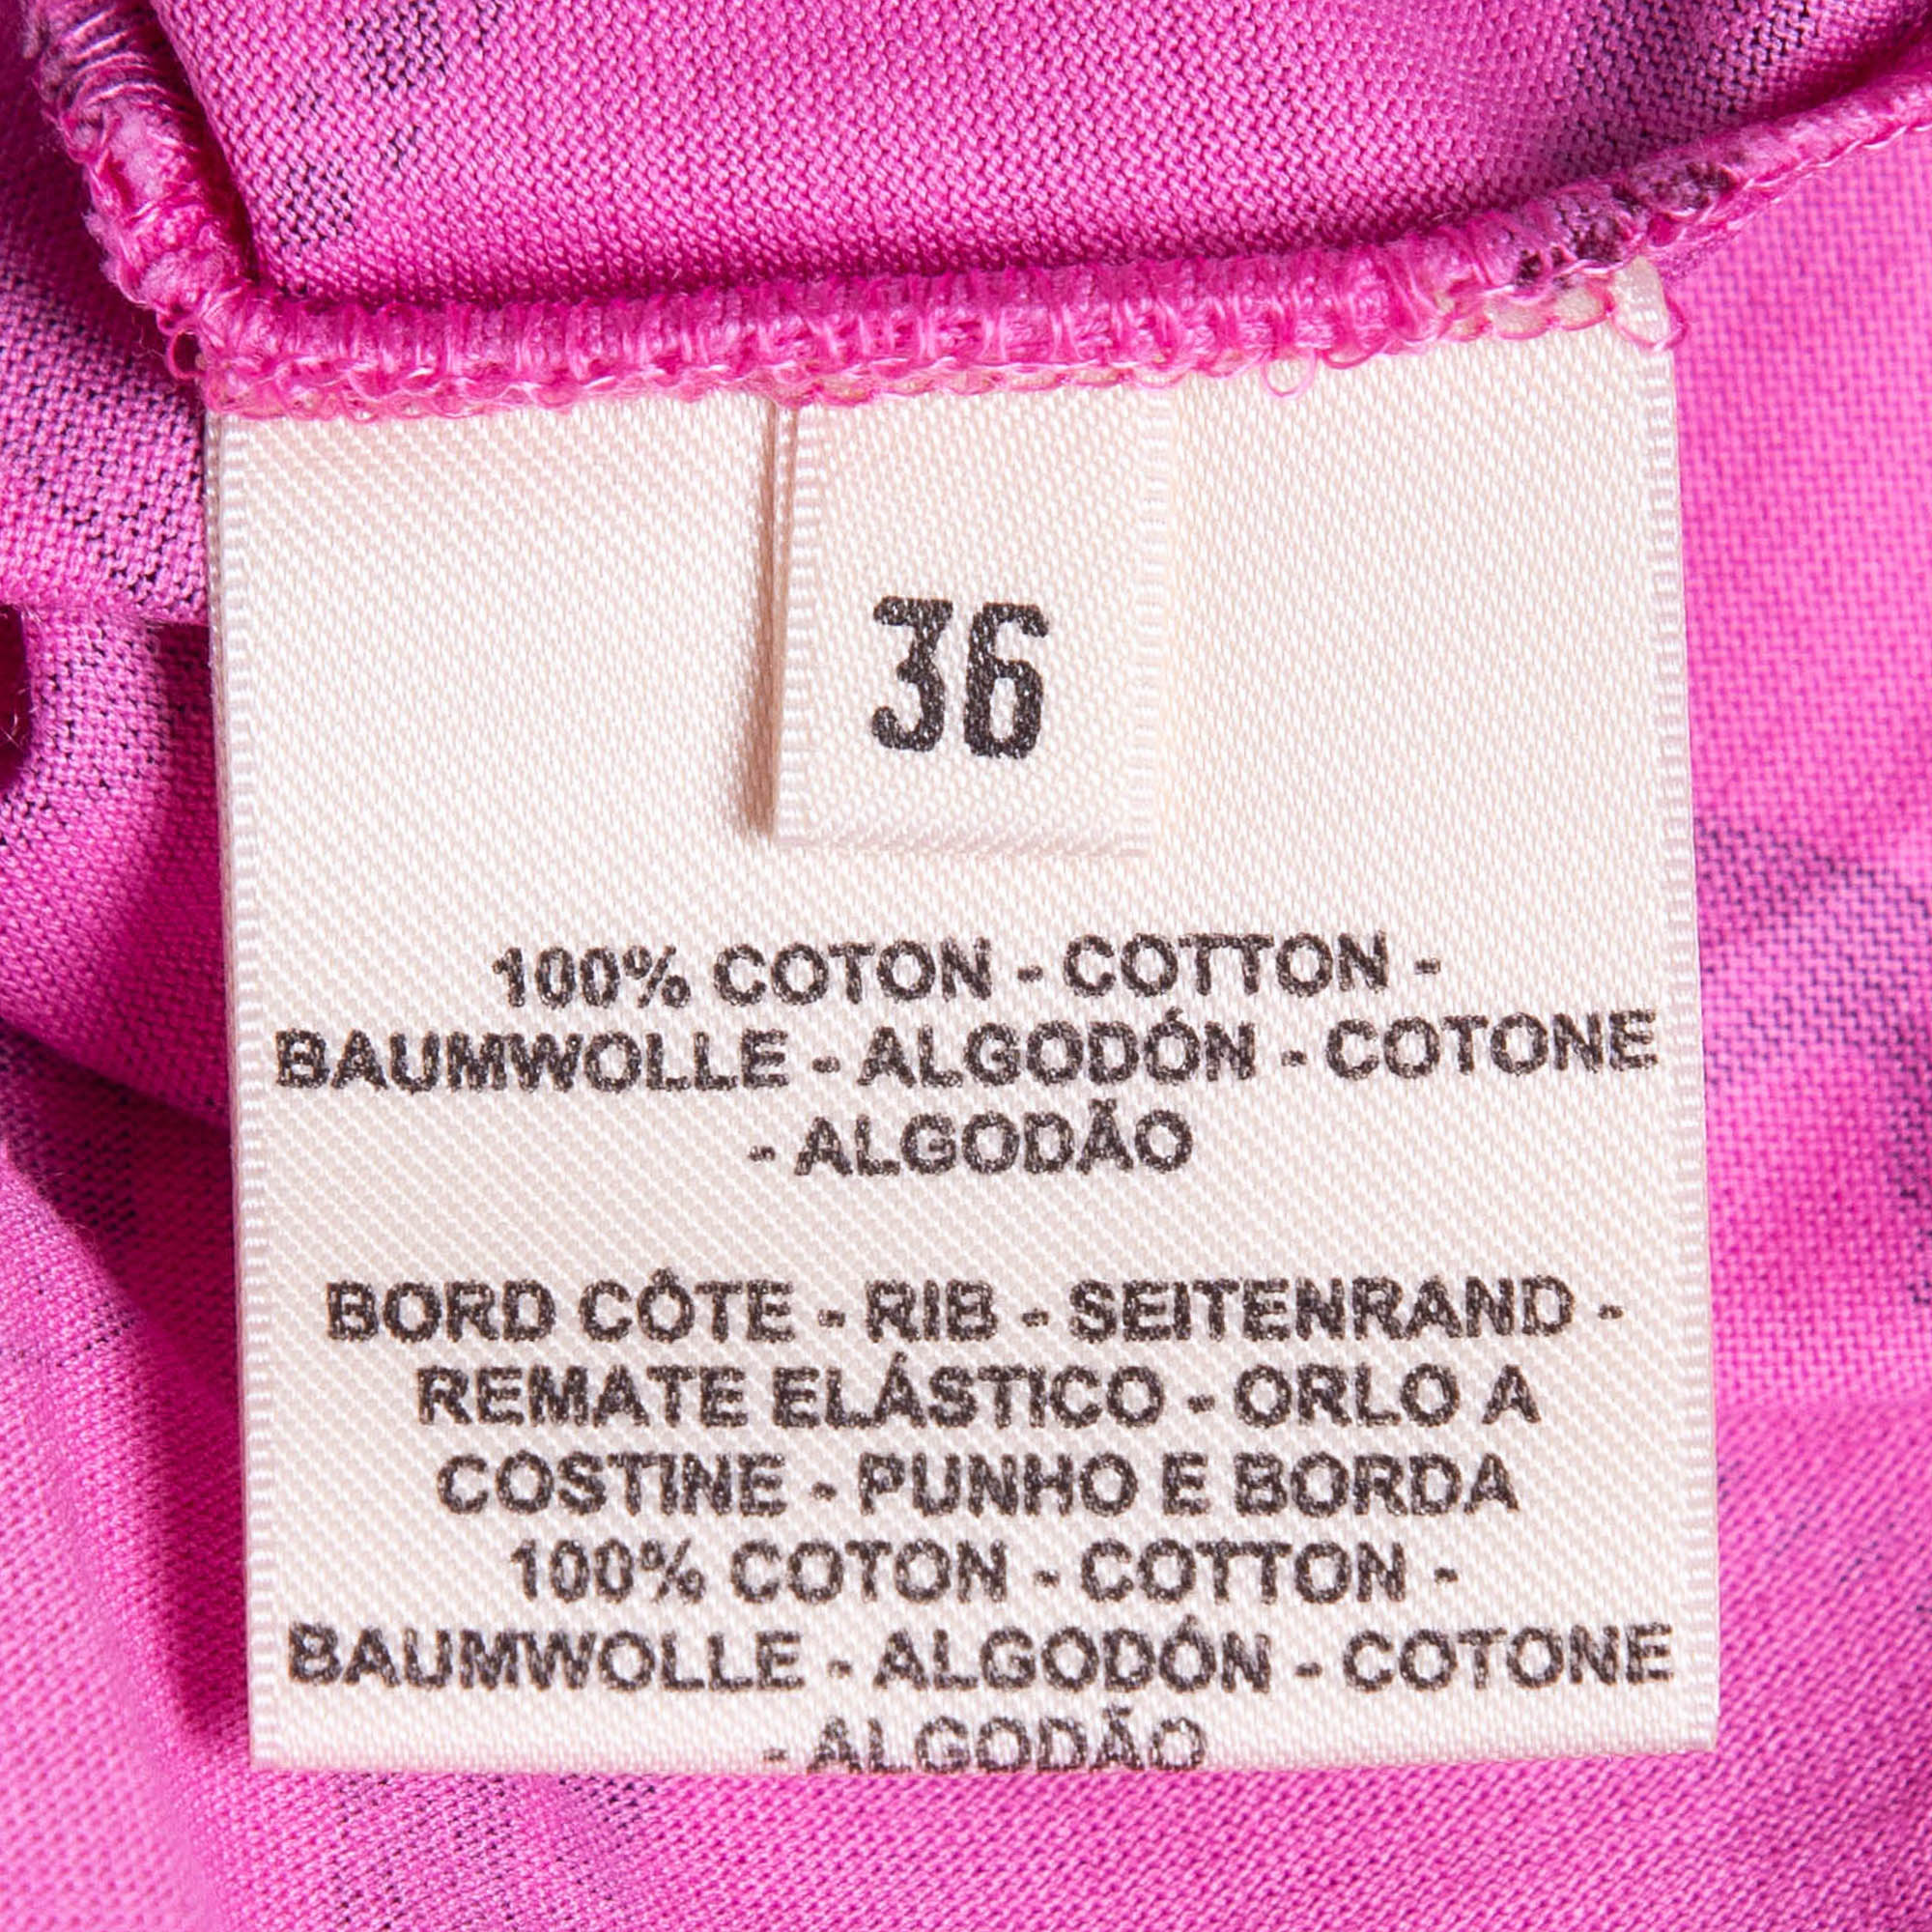 36
100% COTON - COTTON -
BAUMWOLLE - ALGODÓN - COTONE
- ALGODÃO
BORD CÔTE - RIB - SEITENRAND -
REMATE ELÁSTICO - ORLO A
COSTINE - PUNHO E BORDA
100% COTON - COTTON -
BAUMWOLLE - ALGODÓN - COTONE
- ALGODÃO